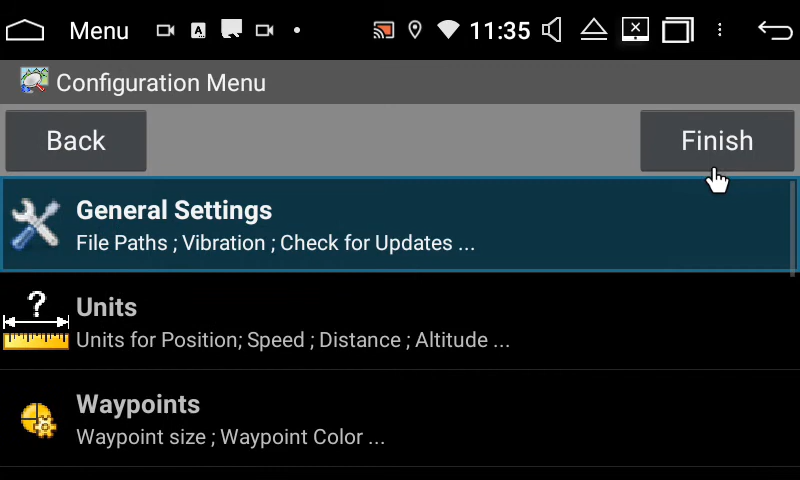 Menu
A
11:35
Configuration Menu
Back
Finish
General Settings
File Paths ; Vibration ; Check for Updates ...
?
Units
Units for Position; Speed ; Distance ; Altitude ...
Waypoints
Waypoint size ; Waypoint Color ...